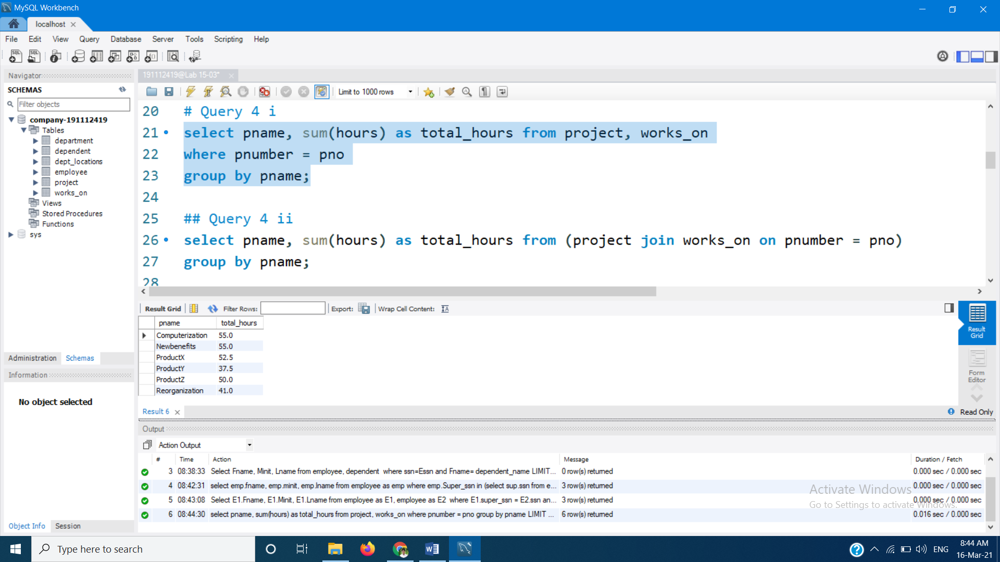 MySQL Workbench
localhost
File Edit View Query Database Server Tools Scripting Help
Navigator
SCHEMAS
Filter objects
company-191112419
Tables
department
dependent
dept_locations
employee
project
works_on
Views
Stored Procedures
Functions
sys
Administration Schemas
Information
No object selected
Object Info Session
191112419@Lab 15-03*
Limit to 1000 rows
20 # Query 4 i
21 select pname, sum(hours) as total_hours from project, works_on
22 where pnumber = pno
23 group by pname;
24
25 ## Query 4 ii
26 select pname, sum(hours) as total_hours from (project join works_on on pnumber = pno)
27 group by pname;
28
Result Grid Filter Rows: Export: Wrap Cell Content:
pname total_hours
Computerization 55.0
Newbenefits 55.0
ProductX 52.5
ProductY 37.5
ProductZ 50.0
Reorganization 41.0
Result Grid
Form Editor
Result 6
Read Only
Output
Action Output
# Time Action Message Duration / Fetch
3 08:38:33 Select Fname, Minit, Lname from employee, dependent where ssn=Essn and Fname= dependent_name LIMIT... 0 row(s) returned 0.000 sec / 0.000 sec
4 08:42:31 select emp.fname, emp.minit, emp.lname from employee as emp where emp.Super_ssn in (select sup.ssn from e... 3 row(s) returned 0.000 sec / 0.000 sec
5 08:43:08 Select E1.Fname, E1.Minit, E1.Lname from employee as E1, employee as E2 where E1.super_ssn = E2.ssn an... 3 row(s) returned 0.000 sec / 0.000 sec
6 08:44:30 select pname, sum(hours) as total_hours from project, works_on where pnumber = pno group by pname LIMIT ... 6 row(s) returned 0.016 sec / 0.000 sec
Activate Windows
Go to Settings to activate Windows.
Type here to search
ENG
8:44 AM
16-Mar-21